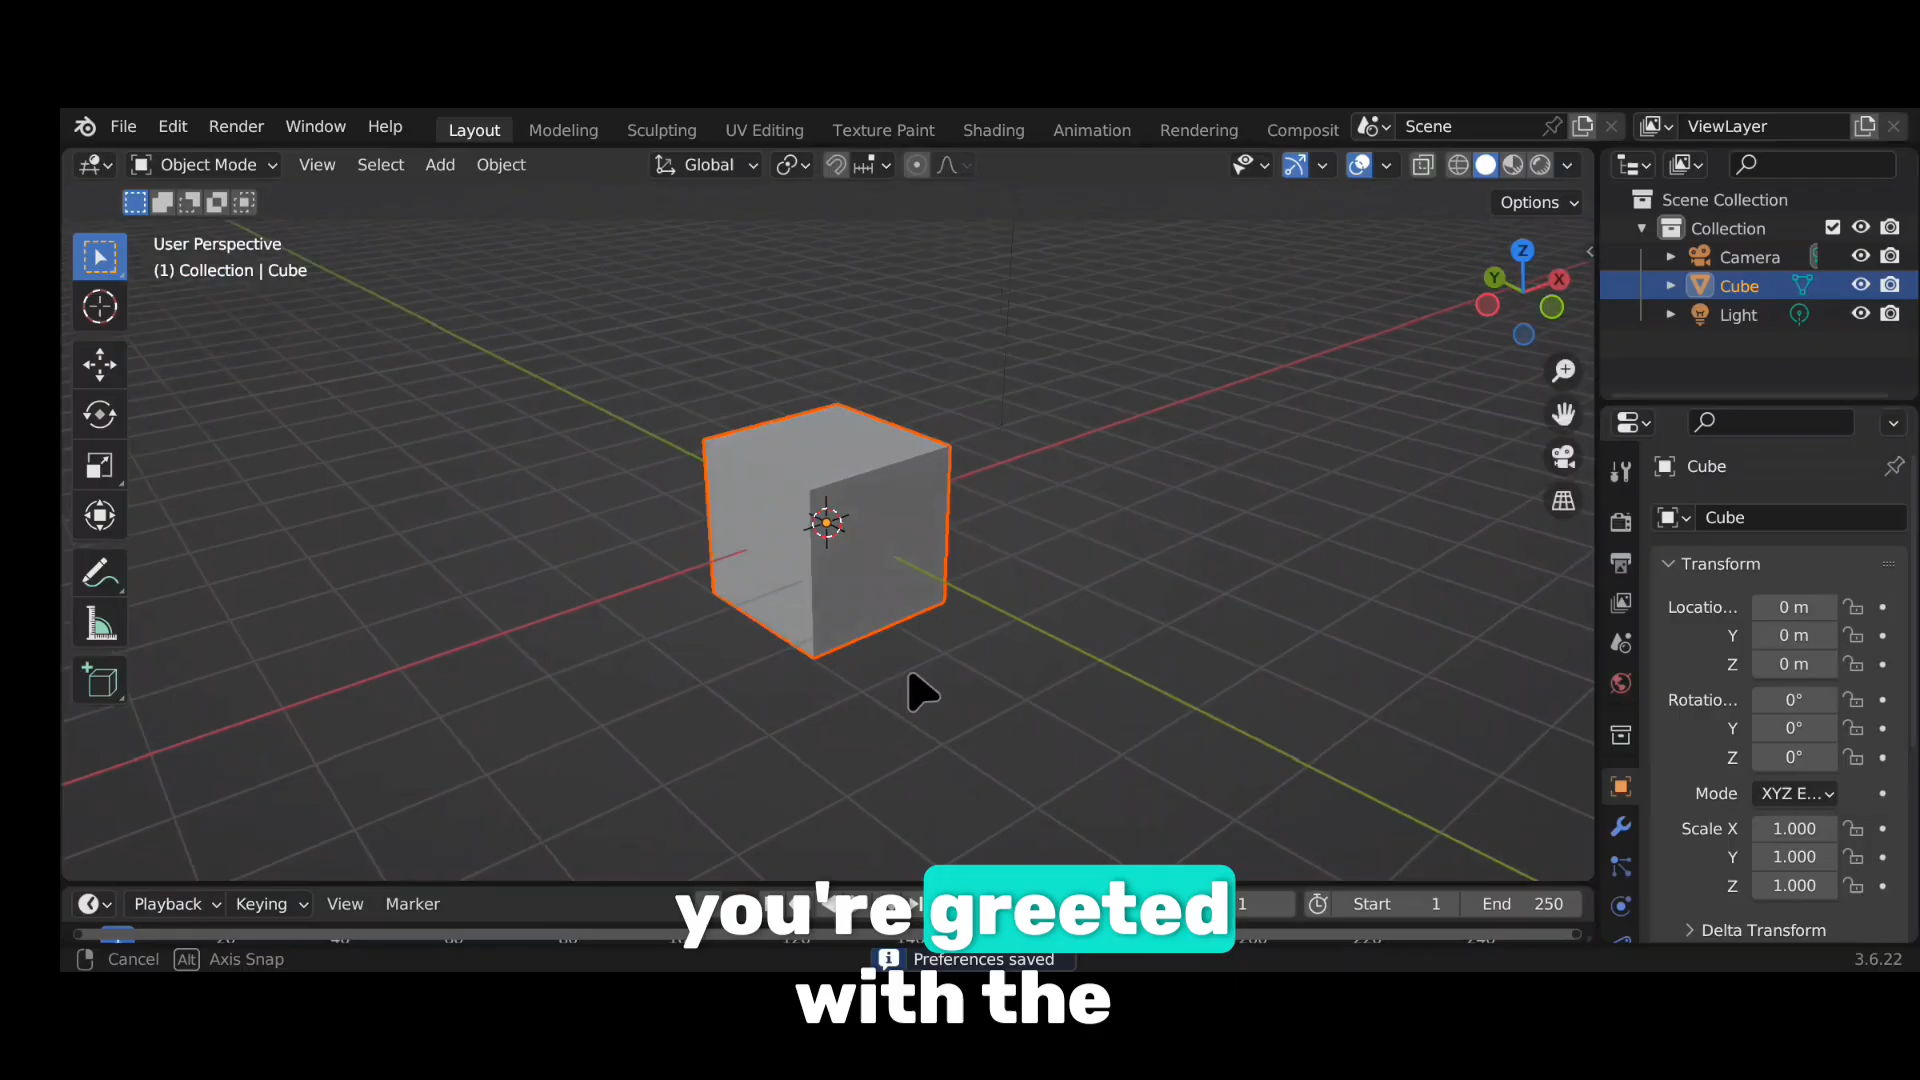 File Edit Render Window Help Layout Modeling Sculpting UV Editing Texture Paint Shading Animation Rendering Composit Scene ViewLayer
Object Mode View Select Add Object Global
Options
User Perspective
(1) Collection | Cube
Z
Y
X
Scene Collection
Collection
Camera
Cube
Light
Cube
Cube
Transform
Locatio... 0 m
Y 0 m
Z 0 m
Rotatio... 0°
Y 0°
Z 0°
Mode XYZ E...
Scale X 1.000
Y 1.000
Z 1.000
Delta Transform
Playback Keying View Marker 1 Start 1 End 250
you're greeted
with the
Cancel Alt Axis Snap Preferences saved 3.6.22